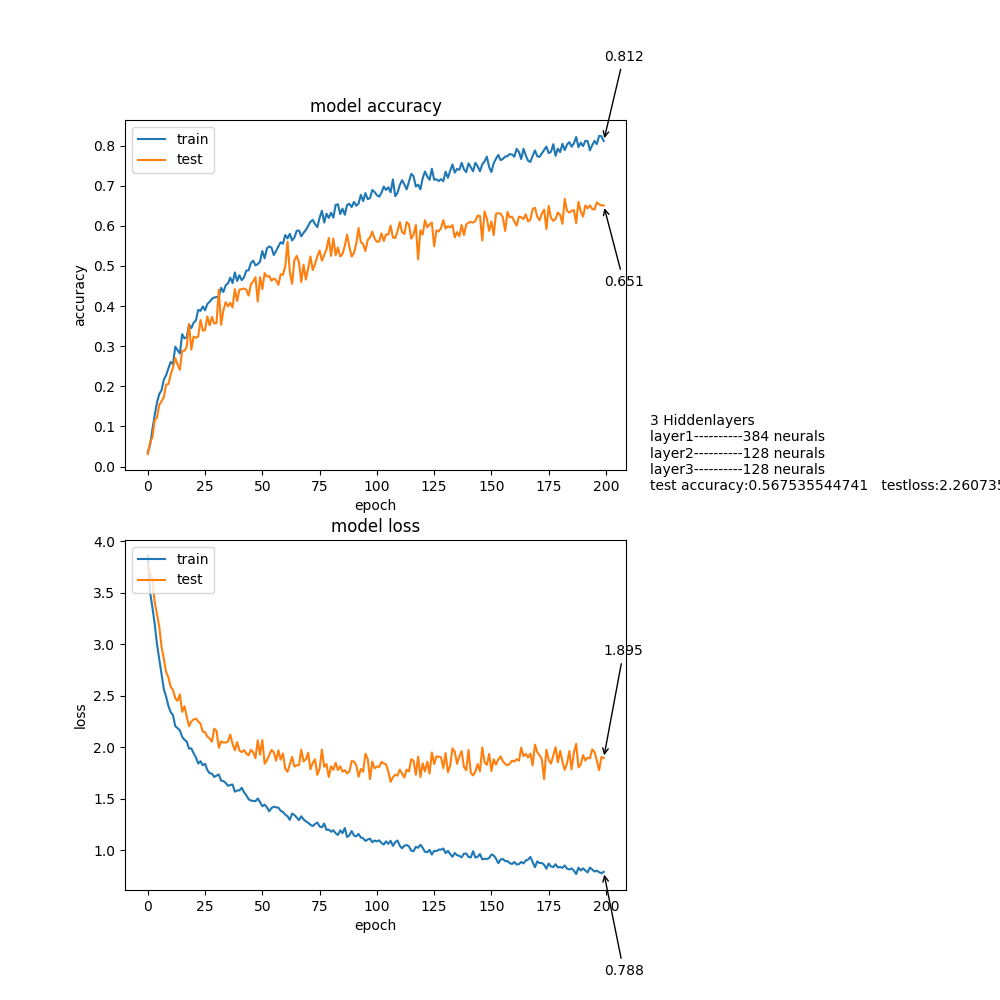 0.812
model accuracy
train
test
0.8
0.7
0.6
0.5
0.4
0.3
0.2
0.1
0.0
accuracy
0.651
0 25 50 75 100 125 150 175 200
epoch
3 Hiddenlayers
layer1----------384 neurals
layer2----------128 neurals
layer3----------128 neurals
test accuracy:0.567535544741 testloss:2.260735
model loss
train
test
4.0
3.5
3.0
2.5
2.0
1.5
1.0
loss
1.895
0 25 50 75 100 125 150 175 200
epoch
0.788